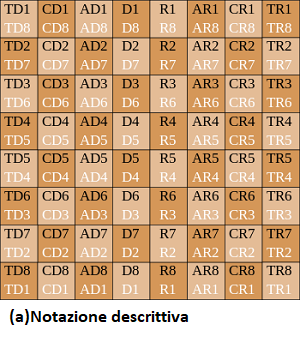 TD1 CD1 AD1 D1 R1 AR1 CR1 TR1
TD8 CD8 AD8 D8 R8 AR8 CR8 TR8
TD2 CD2 AD2 D2 R2 AR2 CR2 TR2
TD7 CD7 AD7 D7 R7 AR7 CR7 TR7
TD3 CD3 AD3 D3 R3 AR3 CR3 TR3
TD6 CD6 AD6 D6 R6 AR6 CR6 TR6
TD4 CD4 AD4 D4 R4 AR4 CR4 TR4
TD5 CD5 AD5 D5 R5 AR5 CR5 TR5
TD5 CD5 AD5 D5 R5 AR5 CR5 TR5
TD4 CD4 AD4 D4 R4 AR4 CR4 TR4
TD6 CD6 AD6 D6 R6 AR6 CR6 TR6
TD3 CD3 AD3 D3 R3 AR3 CR3 TR3
TD7 CD7 AD7 D7 R7 AR7 CR7 TR7
TD2 CD2 AD2 D2 R2 AR2 CR2 TR2
TD8 CD8 AD8 D8 R8 AR8 CR8 TR8
TD1 CD1 AD1 D1 R1 AR1 CR1 TR1
(a)Notazione descrittiva